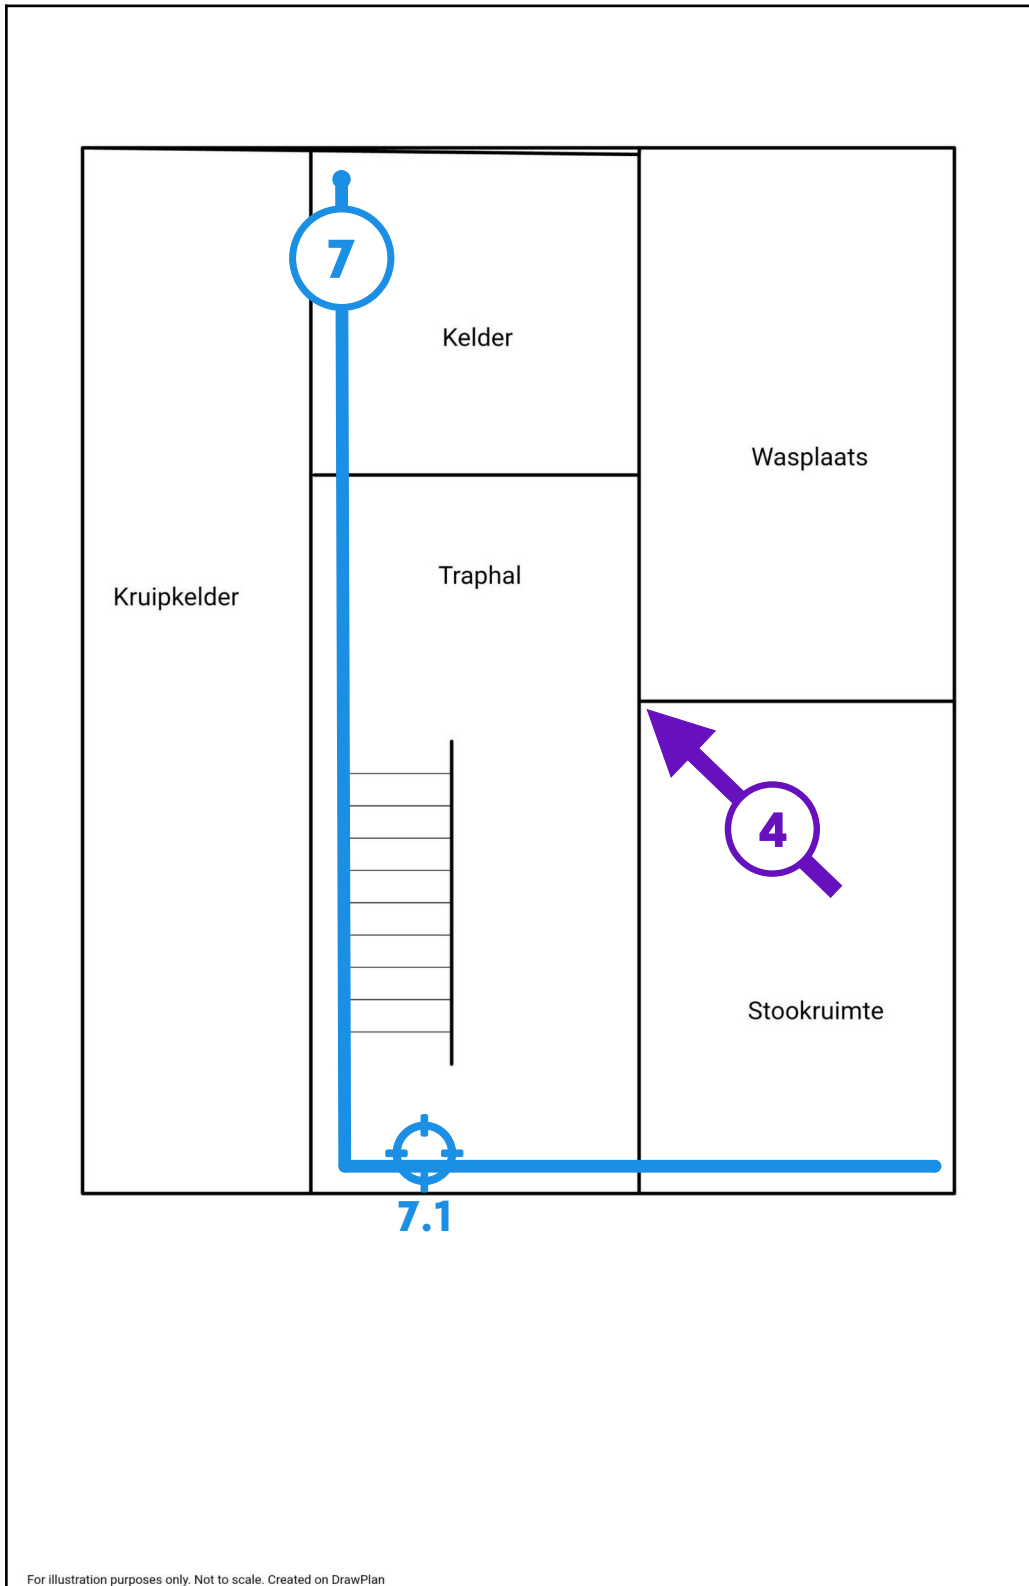 7
Kelder
Wasplaats
Traphal
Kruipkelder
4
Stookruimte
7.1
For illustration purposes only. Not to scale. Created on DrawPlan